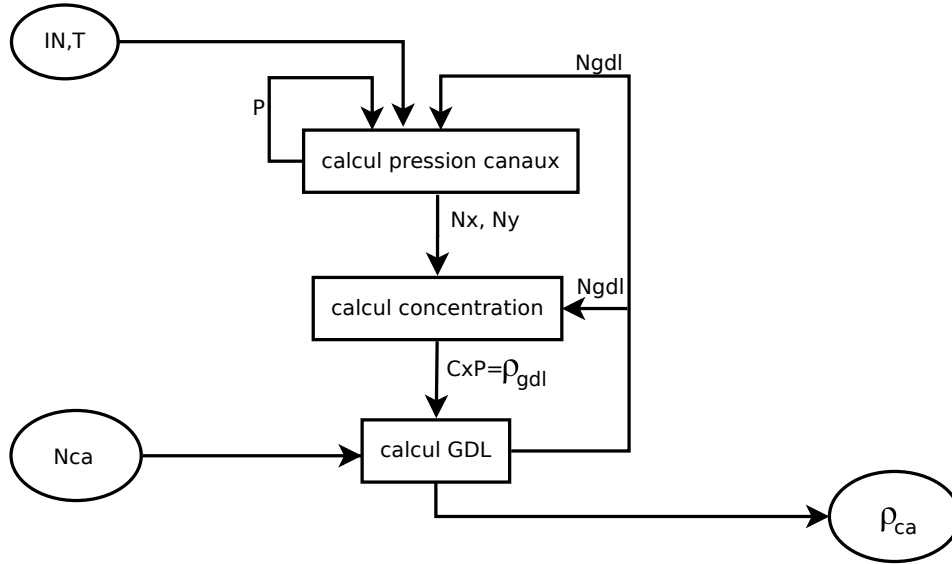 IN,T
Ngdl
P
calcul pression canaux
Nx, Ny
Ngdl
calcul concentration
CxP=ρgdl
calcul GDL
Nca
ρca